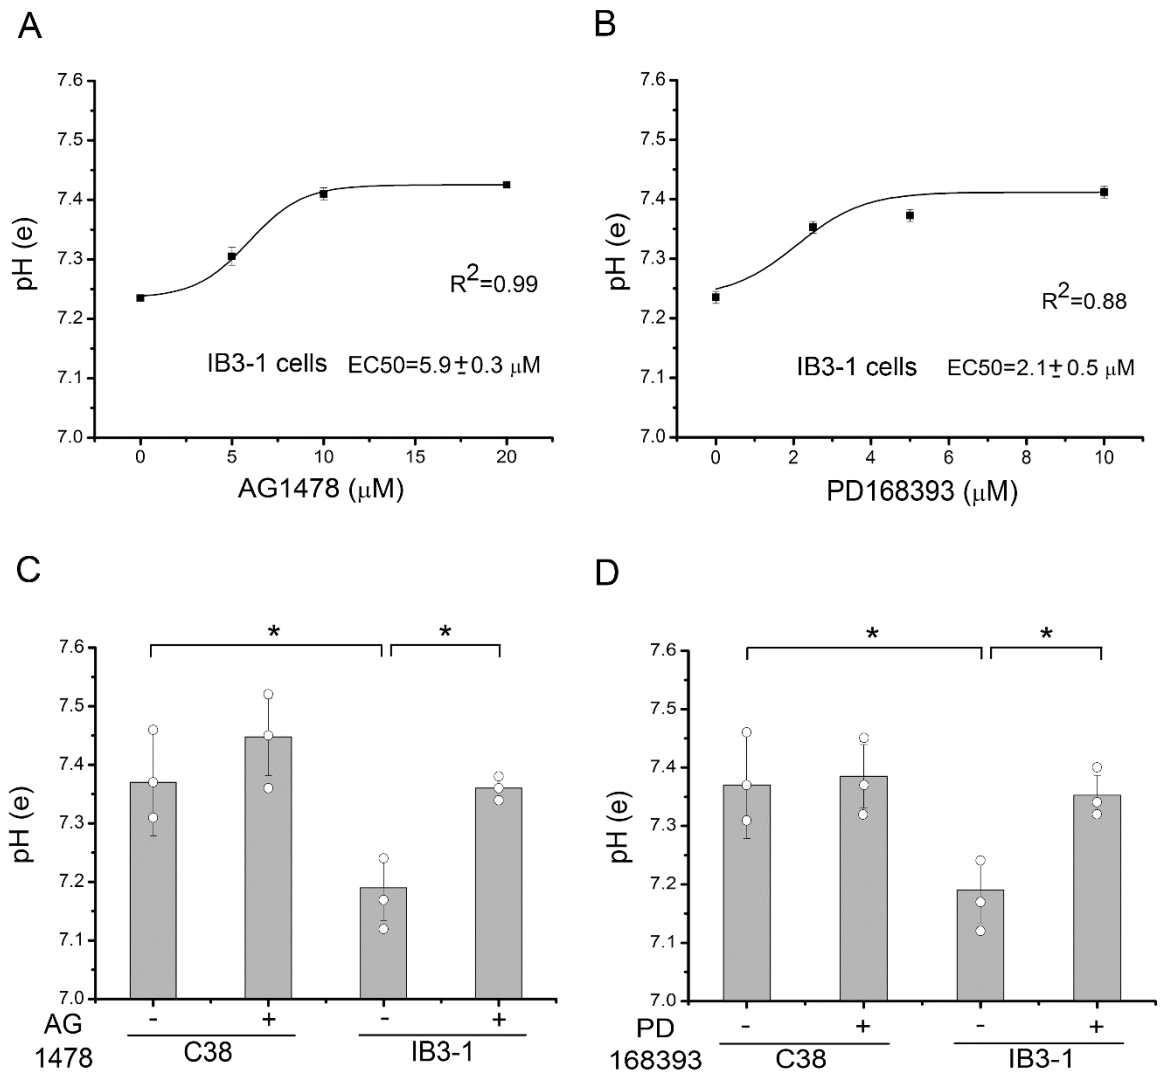 A
7.6
7.5
7.4
7.3
7.2
7.1
7.0
pH (e)
R²=0.99
IB3-1 cells EC50=5.9±0.3 μM
0 5 10 15 20
AG1478 (μM)
B
7.6
7.5
7.4
7.3
7.2
7.1
7.0
pH (e)
R²=0.88
IB3-1 cells EC50=2.1±0.5 μM
0 2 4 6 8 10
PD168393 (μM)
C
* *
7.6
7.5
7.4
7.3
7.2
7.1
7.0
pH (e)
AG - + - +
1478 C38 IB3-1
D
* *
7.6
7.5
7.4
7.3
7.2
7.1
7.0
pH (e)
PD - + - +
168393 C38 IB3-1